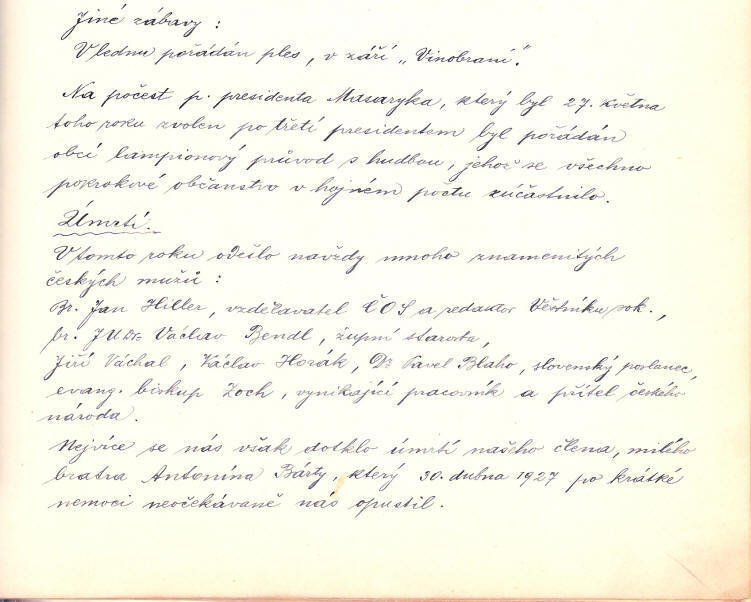 Jiné zábavy :
V lednu pořádán ples, v září „Vinobraní".
Na počest p. presidenta Masaryka, který byl 27. května
toho roku zvolen po třetí presidentem byl pořádán
obcí lampionový průvod s hudbou, jehož se všechno
pokrokové občanstvo v hojném počtu zúčastnilo.
Úmrtí.
V tomto roku odešlo navždy mnoho znamenitých
českých mužů :
Br. Jan Hiller, vzdělavatel ČOS a redaktor Věstníku sok.,
br. JUDr. Václav Bendl, župní starosta,
Jiří Váchal, Václav Horák, Dr Pavel Blaho, slovenský poslanec,
evang. biskup Zoch, vynikající pracovník a přítel českého
národa.
Nejvíce se nás však dotklo úmrtí našeho člena, milého
bratra Antonína Bárty, který 30. dubna 1927 po krátké
nemoci neočekávaně nás opustil.